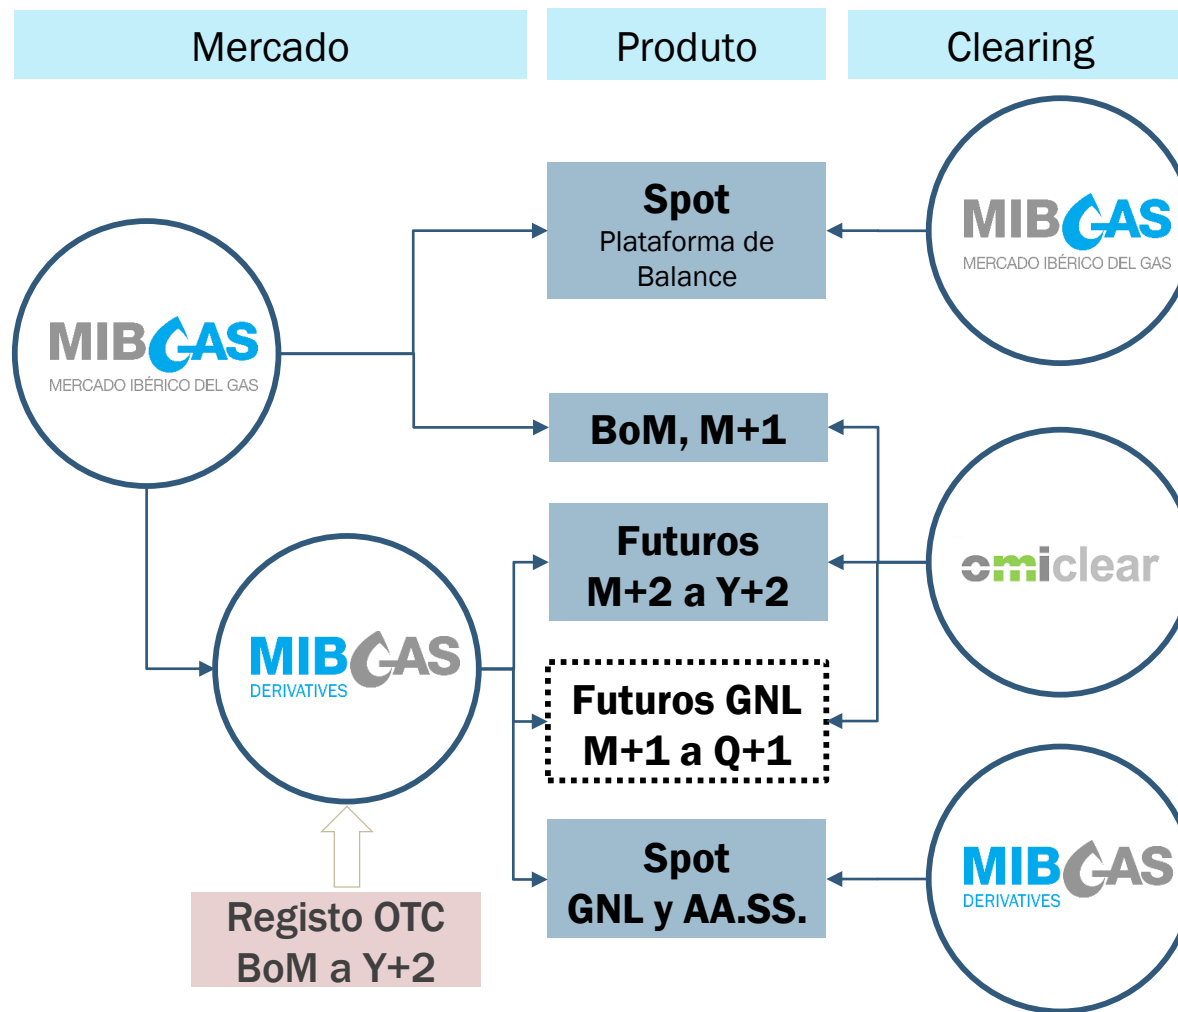 Mercado
Produto
Clearing
Spot
Plataforma de
Balance
MIBGAS
MERCADO IBÉRICO DEL GAS
MIBGAS
MERCADO IBÉRICO DEL GAS
BoM, M+1
Futuros
M+2 a Y+2
omiclear
MIBGAS
DERIVATIVES
Futuros GNL
M+1 a Q+1
Spot
GNL y AA.SS.
MIBGAS
DERIVATIVES
Registo OTC
BoM a Y+2